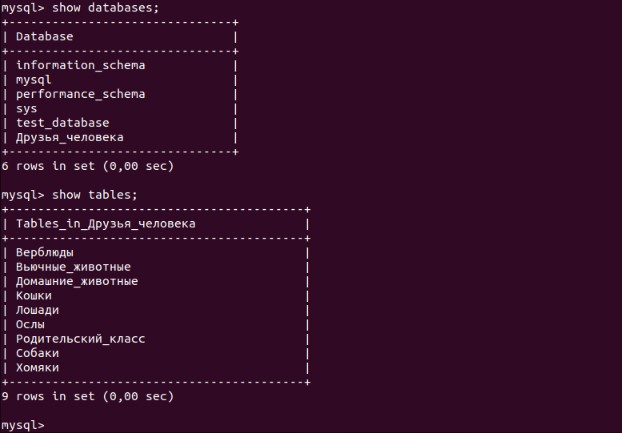 mysql> show databases;
+-------------------------------+
| Database                      |
+-------------------------------+
| information_schema            |
| mysql                         |
| performance_schema            |
| sys                           |
| test_database                 |
| Друзья_человека               |
+-------------------------------+
6 rows in set (0,00 sec)
mysql> show tables;
+-----------------------------------------+
| Tables_in_Друзья_человека               |
+-----------------------------------------+
| Верблюды                                |
| Вьючные_животные                        |
| Домашние_животные                       |
| Кошки                                   |
| Лошади                                  |
| Ослы                                    |
| Родительский_класс                      |
| Собаки                                  |
| Хомяки                                  |
+-----------------------------------------+
9 rows in set (0,00 sec)
mysql>